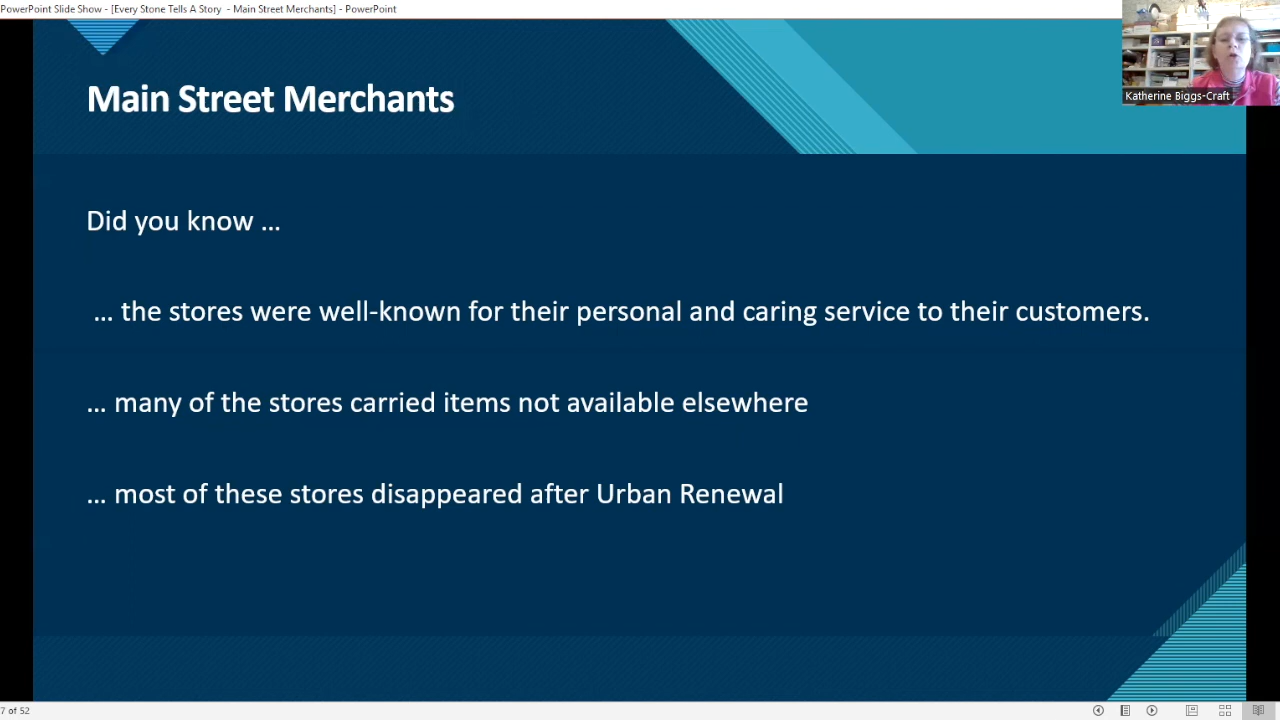 PowerPoint Slide Show - [Every Stone Tells A Story - Main Street Merchants] - PowerPoint
Katherine Biggs-Craft
Main Street Merchants
Did you know ...
... the stores were well-known for their personal and caring service to their customers.
... many of the stores carried items not available elsewhere
... most of these stores disappeared after Urban Renewal
7 of 52